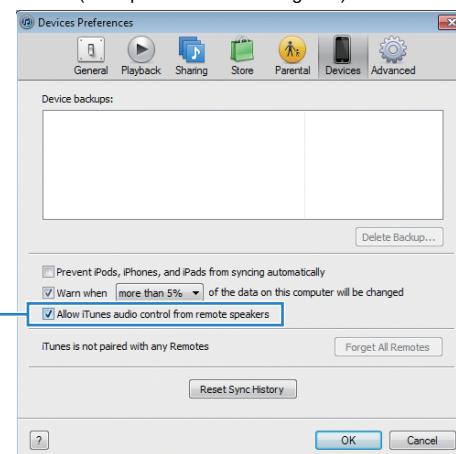 Devices Preferences
General Playback Sharing Store Parental Devices Advanced
Device backups:
Delete Backup...
Prevent iPods, iPhones, and iPads from syncing automatically
Warn when more than 5% of the data on this computer will be changed
Allow iTunes audio control from remote speakers
iTunes is not paired with any Remotes
Forget All Remotes
Reset Sync History
? OK Cancel